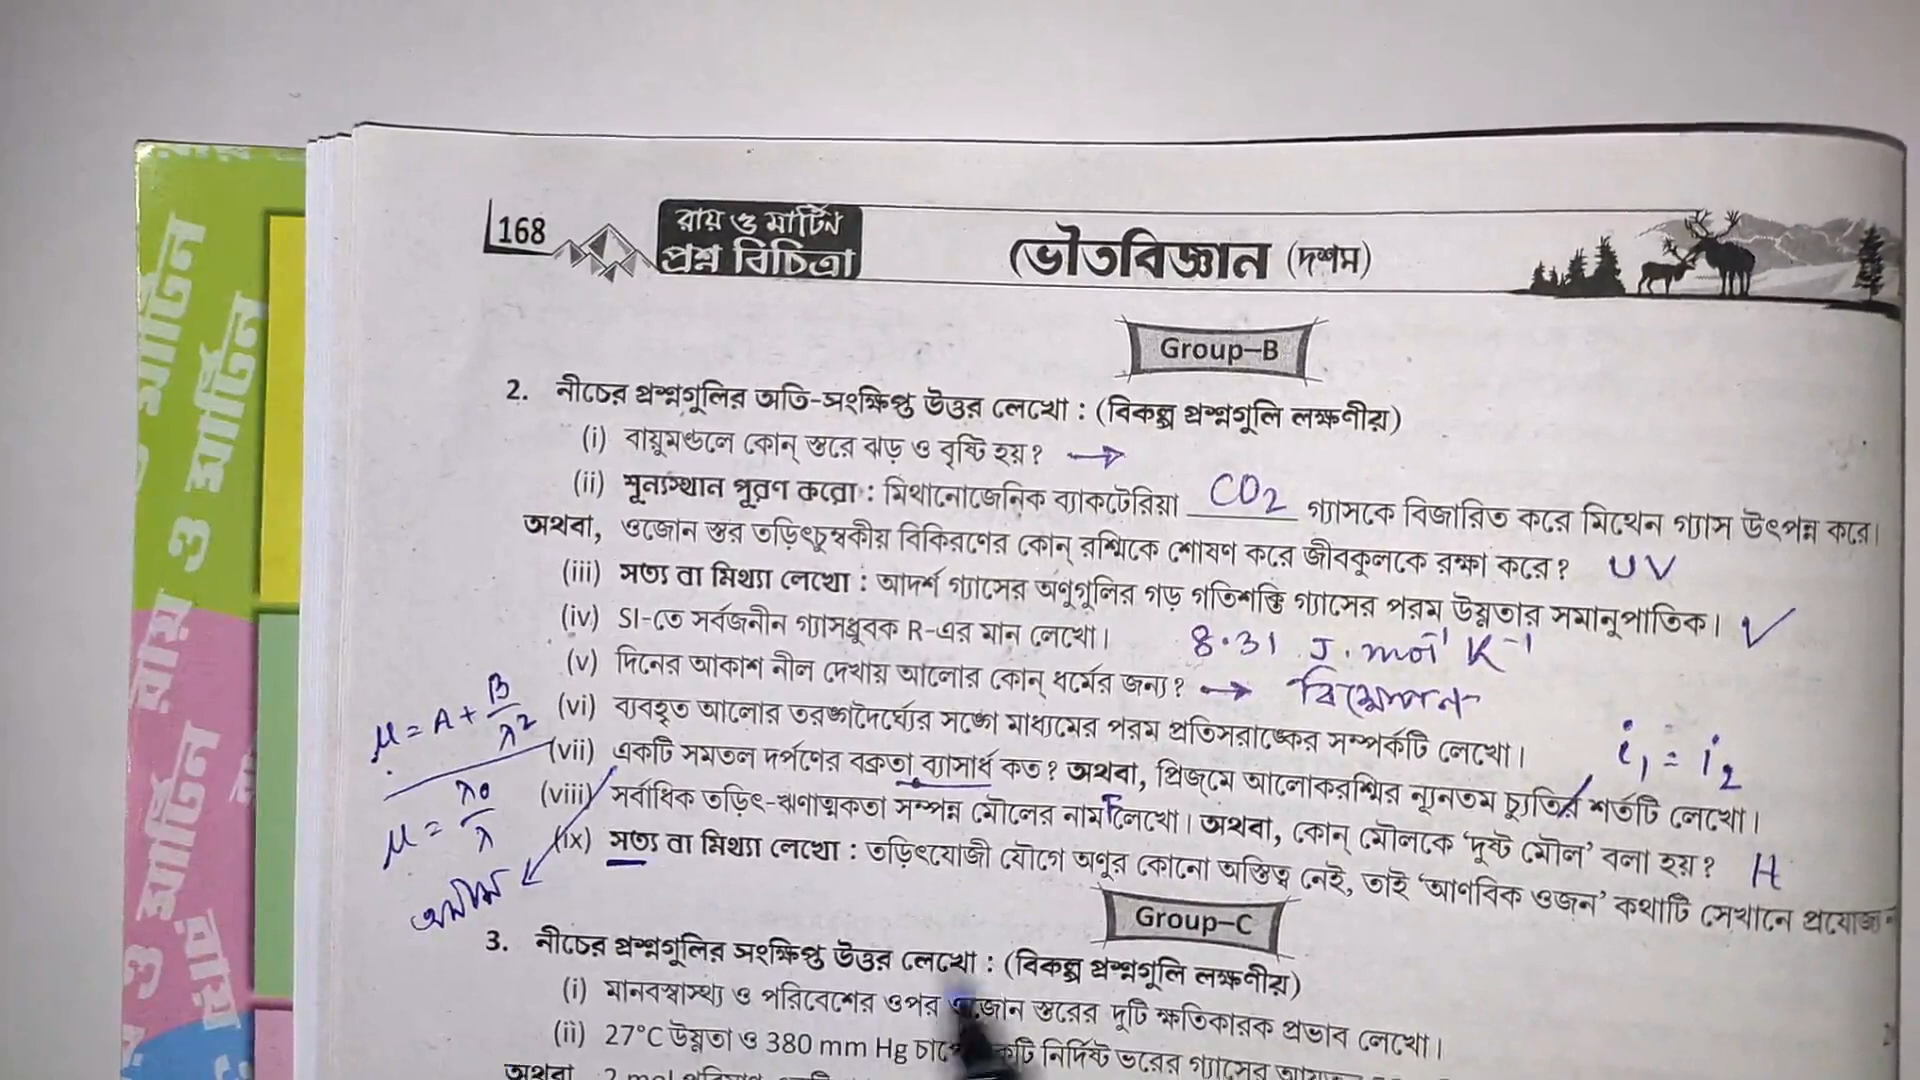 168 রায় ও মার্টিন প্রশ্ন বিচিত্রা ভৌতবিজ্ঞান (দশম)
Group–B
2. নীচের প্রশ্নগুলির অতি-সংক্ষিপ্ত উত্তর লেখো : (বিকল্প প্রশ্নগুলি লক্ষণীয়)
(i) বায়ুমণ্ডলে কোন্ স্তরে ঝড় ও বৃষ্টি হয়? →
(ii) শূন্যস্থান পূরণ করো : মিথানোজেনিক ব্যাকটেরিয়া CO2 গ্যাসকে বিজারিত করে মিথেন গ্যাস উৎপন্ন করে।
অথবা, ওজোন স্তর তড়িৎচুম্বকীয় বিকিরণের কোন্ রশ্মিকে শোষণ করে জীবকুলকে রক্ষা করে? UV
(iii) সত্য বা মিথ্যা লেখো : আদর্শ গ্যাসের অণুগুলির গড় গতিশক্তি গ্যাসের পরম উষ্ণতার সমানুপাতিক। ✓
(iv) SI-তে সর্বজনীন গ্যাসধ্রুবক R-এর মান লেখো। 8.31 J. mol⁻¹ K⁻¹
(v) দিনের আকাশ নীল দেখায় আলোর কোন্ ধর্মের জন্য? →
(vi) ব্যবহৃত আলোর তরঙ্গদৈর্ঘ্যের সঙ্গে মাধ্যমের পরম প্রতিসরাঙ্কের সম্পর্কটি লেখো।
μ = A + B/λ2
i1 = i2
(vii) একটি সমতল দর্পণের বক্রতা ব্যাসার্ধ কত? অথবা, প্রিজ্‌মে আলোকরশ্মির ন্যূনতম চ্যুতির শর্তটি লেখো।
μ = λ0/λ
(viii) সর্বাধিক তড়িৎ-ঋণাত্মকতা সম্পন্ন মৌলের নাম F লেখো। অথবা, কোন্ মৌলকে ‘দুষ্ট মৌল’ বলা হয়? H
(ix) সত্য বা মিথ্যা লেখো : তড়িৎযোজী যৌগে অণুর কোনো অস্তিত্ব নেই, তাই ‘আণবিক ওজন’ কথাটি সেখানে প্রযোজ্য
Group–C
3. নীচের প্রশ্নগুলির সংক্ষিপ্ত উত্তর লেখো : (বিকল্প প্রশ্নগুলি লক্ষণীয়)
(i) মানবস্বাস্থ্য ও পরিবেশের ওপর ওজোন স্তরের দুটি ক্ষতিকারক প্রভাব লেখো।
(ii) 27°C উষ্ণতা ও 380 mm Hg নির্দিষ্ট ভরের গ্যাসের
অথবা 2 mol
মার্টিন
রায় ও মার্টিন
রায় ও মার্টিন